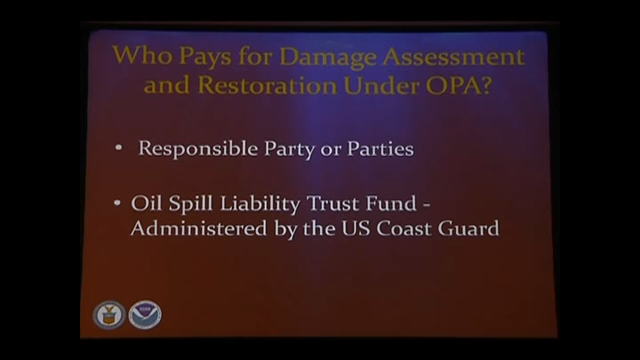 Who Pays for Damage Assessment
and Restoration Under OPA?
• Responsible Party or Parties
• Oil Spill Liability Trust Fund -
Administered by the US Coast Guard